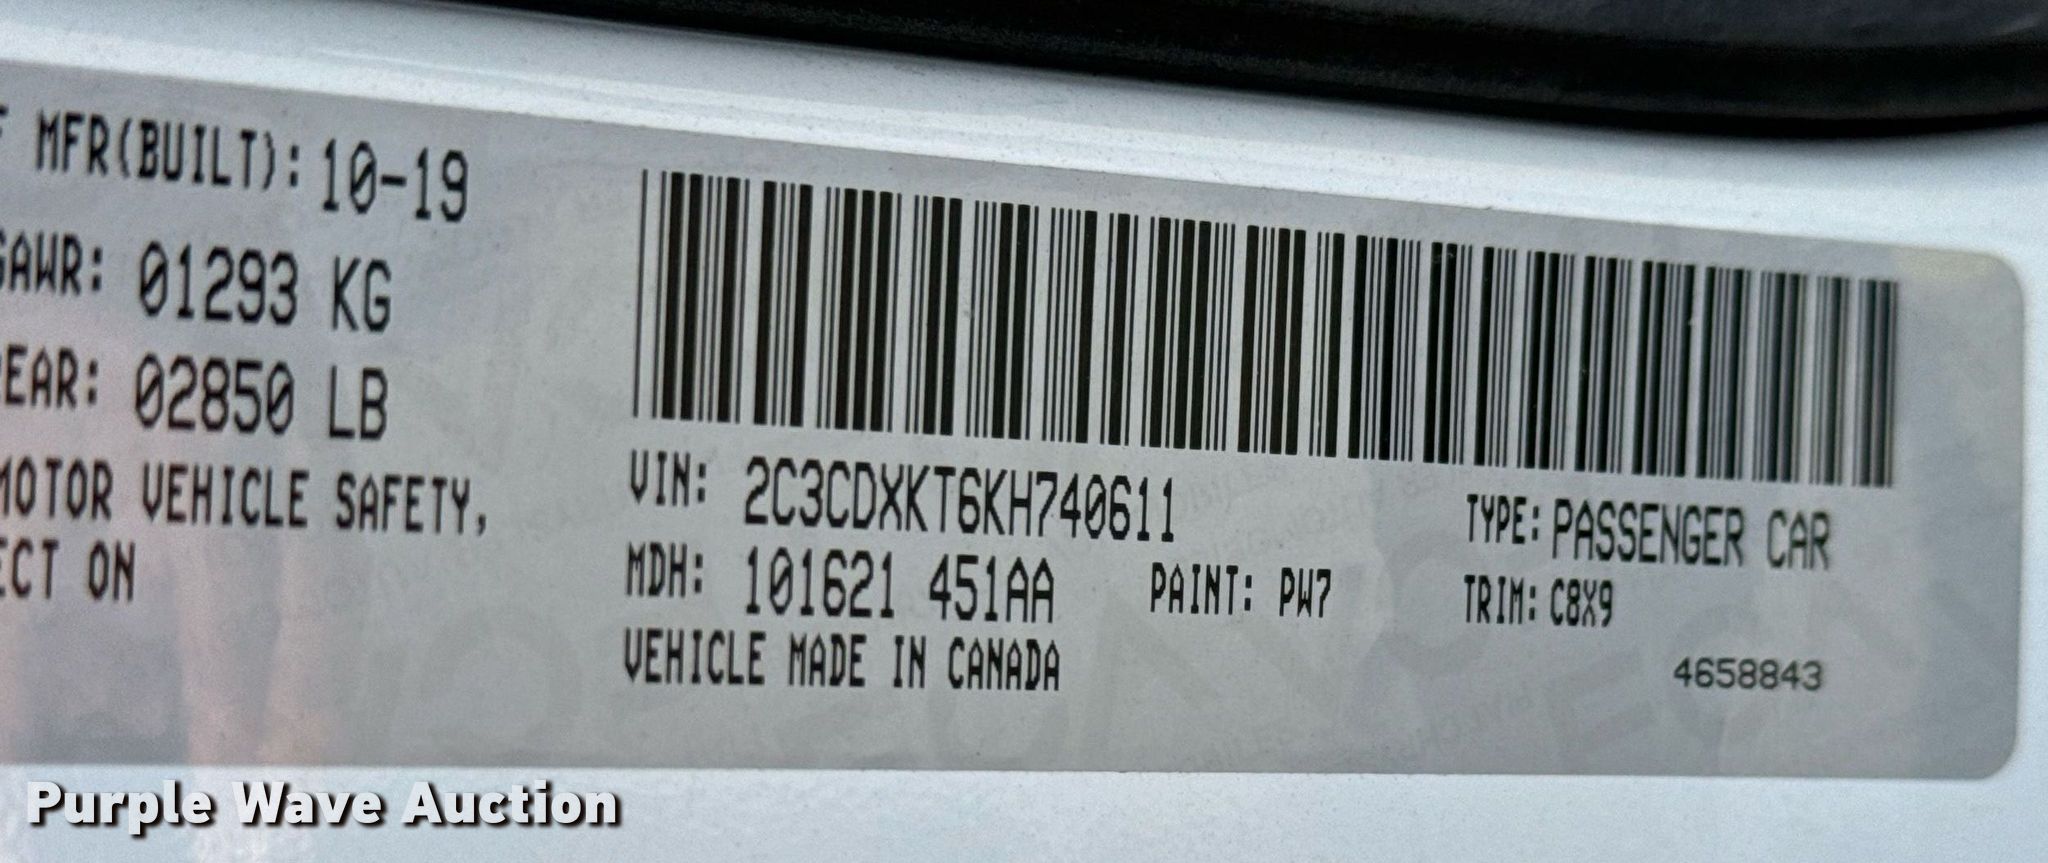 MFR(BUILT): 10-19
GAWR: 01293 KG
REAR: 02850 LB
MOTOR VEHICLE SAFETY,
ECT ON
VIN: 2C3CDXKT6KH740611 TYPE: PASSENGER CAR
MDH: 101621 451AA PAINT: PW7 TRIM: C8X9
VEHICLE MADE IN CANADA
4658843
Purple Wave Auction